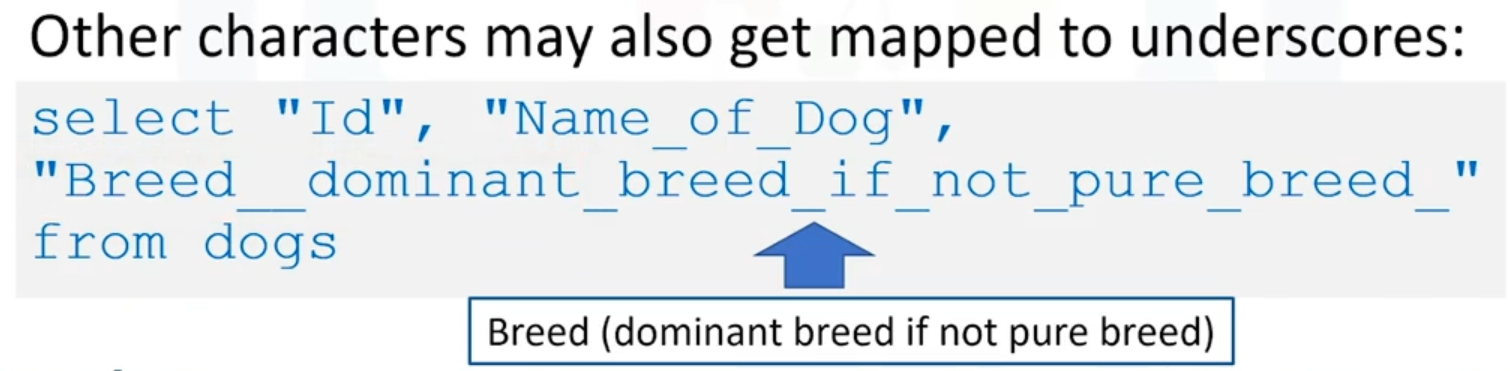 Other characters may also get mapped to underscores:
select "Id", "Name_of_Dog",
"Breed__dominant_breed_if_not_pure_breed_"
from dogs
Breed (dominant breed if not pure breed)